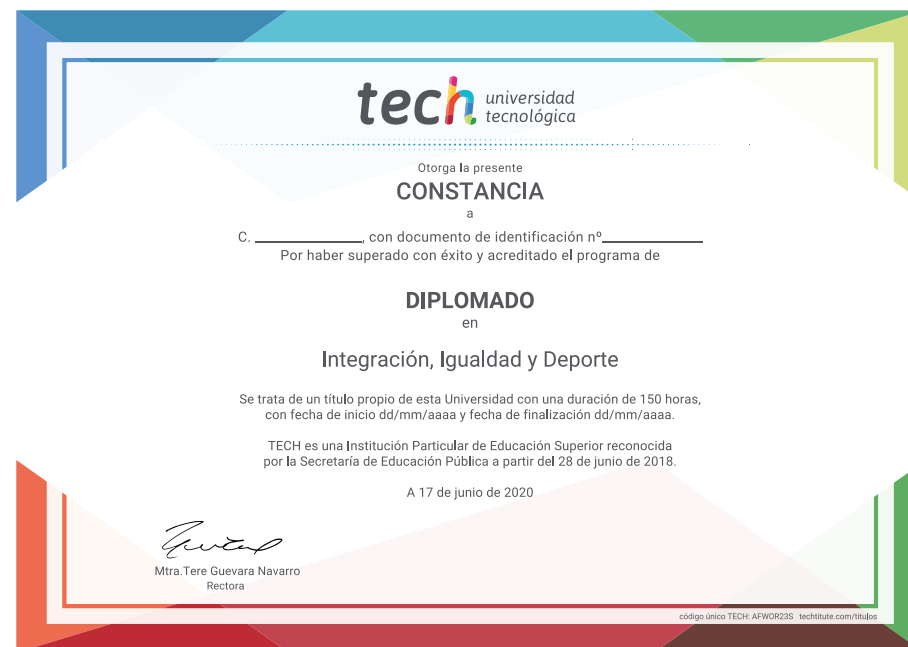 tech universidad
tecnológica
Otorga la presente
CONSTANCIA
a
C. ____________, con documento de identificación nº____________
Por haber superado con éxito y acreditado el programa de
DIPLOMADO
en
Integración, Igualdad y Deporte
Se trata de un título propio de esta Universidad con una duración de 150 horas,
con fecha de inicio dd/mm/aaaa y fecha de finalización dd/mm/aaaa.
TECH es una Institución Particular de Educación Superior reconocida
por la Secretaría de Educación Pública a partir del 28 de junio de 2018.
A 17 de junio de 2020
Mtra.Tere Guevara Navarro
Rectora
código único TECH: AFWOR23S techtitute.com/titulos